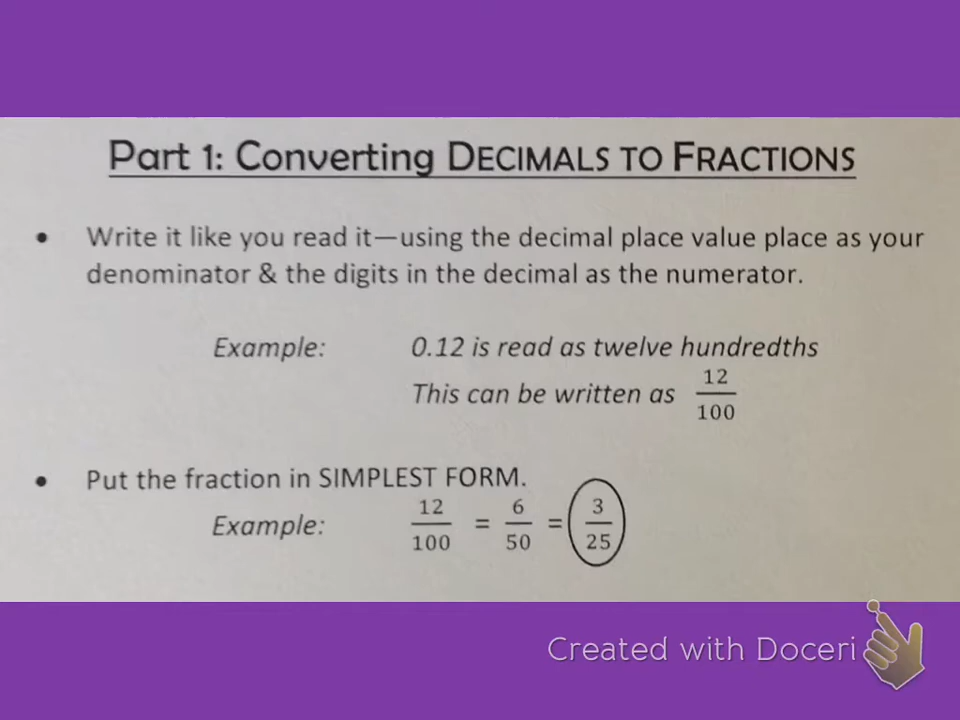 Part 1: Converting DECIMALS TO FRACTIONS
• Write it like you read it—using the decimal place value place as your
denominator & the digits in the decimal as the numerator.
Example: 0.12 is read as twelve hundredths
This can be written as 12/100
• Put the fraction in SIMPLEST FORM.
Example: 12/100 = 6/50 = 3/25
Created with Doceri